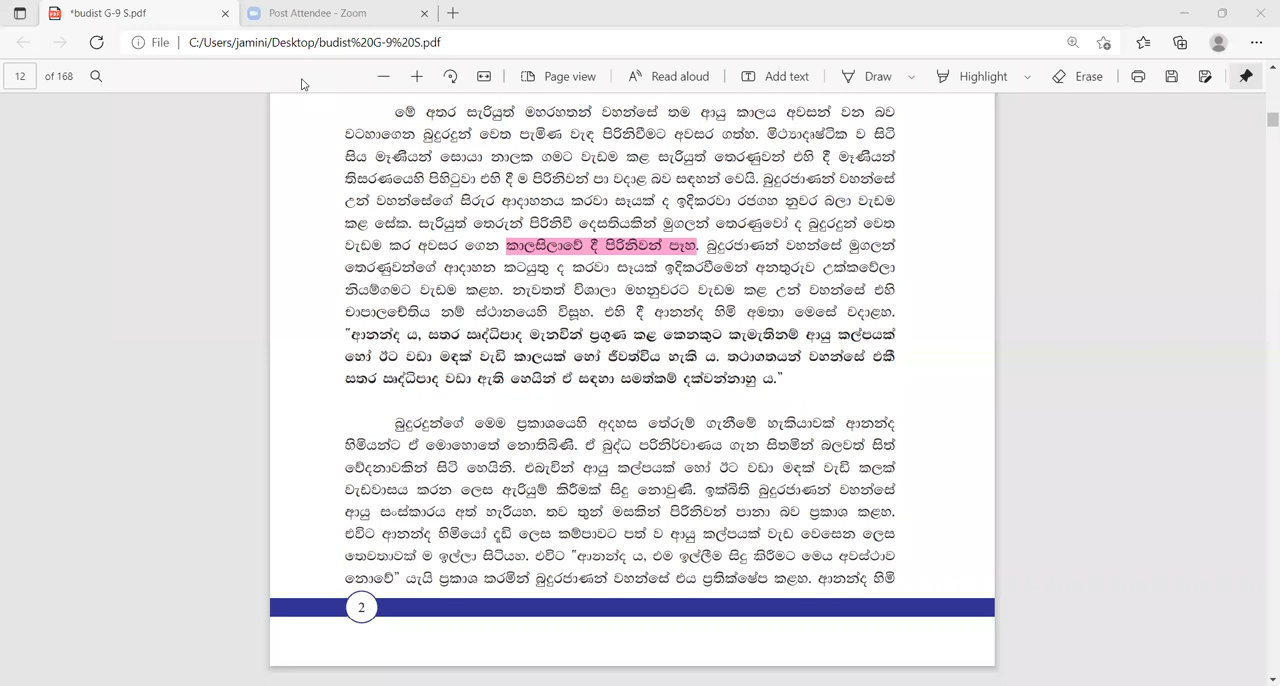 *budist G-9 S.pdf
Post Attendee - Zoom
File C:/Users/jamini/Desktop/budist%20G-9%20S.pdf
12 of 168 Page view Read aloud Add text Draw Highlight Erase
මේ අතර සැරියුත් මහරහතන් වහන්සේ තම ආයු කාලය අවසන් වන බව
වටහාගෙන බුදුරදුන් වෙත පැමිණ වැඳ පිරිනිවීමට අවසර ගත්හ. මිථ්‍යාදෘෂ්ටික ව සිටි
සිය මෑණියන් සොයා නාලක ගමට වැඩම කළ සැරියුත් තෙරණුවන් එහි දී මෑණියන්
තිසරණයෙහි පිහිටුවා එහි දී ම පිරිනිවන් පා වදාළ බව සඳහන් වෙයි. බුදුරජාණන් වහන්සේ
උන් වහන්සේගේ සිරුර ආදාහනය කරවා සෑයක් ද ඉදිකරවා රජගහ නුවර බලා වැඩම
කළ සේක. සැරියුත් තෙරුන් පිරිනිවී දෙසතියකින් මුගලන් තෙරණුවෝ ද බුදුරදුන් වෙත
වැඩම කර අවසර ගෙන කාලසිලාවේ දී පිරිනිවන් පෑහ. බුදුරජාණන් වහන්සේ මුගලන්
තෙරණුවන්ගේ ආදාහන කටයුතු ද කරවා සෑයක් ඉදිකරවීමෙන් අනතුරුව උක්කචේලා
නියම්ගමට වැඩම කළහ. නැවතත් විශාලා මහනුවරට වැඩම කළ උන් වහන්සේ එහි
චාපාලචේතිය නම් ස්ථානයෙහි විසූහ. එහි දී ආනන්ද හිමි අමතා මෙසේ වදාළහ.
"ආනන්ද ය, සතර ඍද්ධිපාද මැනවින් ප්‍රගුණ කළ කෙනකුට කැමැතිනම් ආයු කල්පයක්
හෝ ඊට වඩා මඳක් වැඩි කාලයක් හෝ ජීවත්විය හැකි ය. තථාගතයන් වහන්සේ එකී
සතර ඍද්ධිපාද වඩා ඇති හෙයින් ඒ සඳහා සමත්කම් දක්වන්නාහු ය."
බුදුරදුන්ගේ මෙම ප්‍රකාශයෙහි අදහස තේරුම් ගැනීමේ හැකියාවක් ආනන්ද
හිමියන්ට ඒ මොහොතේ නොතිබිණි. ඒ බුද්ධ පරිනිර්වාණය ගැන සිතමින් බලවත් සිත්
වේදනාවකින් සිටි හෙයිනි. එබැවින් ආයු කල්පයක් හෝ ඊට වඩා මඳක් වැඩි කලක්
වැඩවාසය කරන ලෙස ඇරියුම් කිරීමක් සිදු නොවුණි. ඉක්බිති බුදුරජාණන් වහන්සේ
ආයු සංස්කාරය අත් හැරියහ. තව තුන් මසකින් පිරිනිවන් පානා බව ප්‍රකාශ කළහ.
එවිට ආනන්ද හිමියෝ දැඩි ලෙස කම්පාවට පත් ව ආයු කල්පයක් වැඩ වෙසෙන ලෙස
තෙවතාවක් ම ඉල්ලා සිටියහ. එවිට "ආනන්ද ය, එම ඉල්ලීම සිදු කිරීමට මෙය අවස්ථාව
නොවේ" යැයි ප්‍රකාශ කරමින් බුදුරජාණන් වහන්සේ එය ප්‍රතික්ෂේප කළහ. ආනන්ද හිමි
2